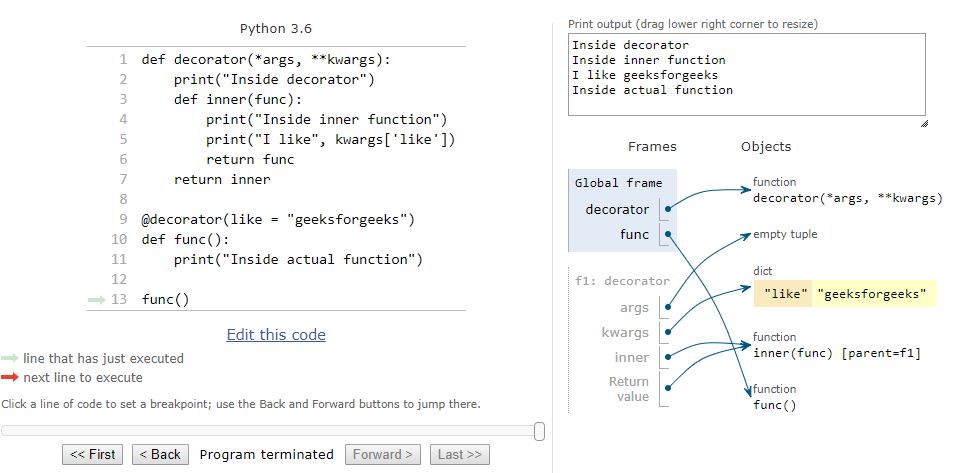 Python 3.6
1 def decorator(*args, **kwargs):
2     print("Inside decorator")
3     def inner(func):
4         print("Inside inner function")
5         print("I like", kwargs['like'])
6         return func
7     return inner
8
9 @decorator(like = "geeksforgeeks")
10 def func():
11     print("Inside actual function")
12
13 func()
Edit this code
line that has just executed
next line to execute
Click a line of code to set a breakpoint; use the Back and Forward buttons to jump there.
<< First
< Back
Program terminated
Forward >
Last >>
Print output (drag lower right corner to resize)
Inside decorator
Inside inner function
I like geeksforgeeks
Inside actual function
Frames
Objects
Global frame
decorator
func
f1: decorator
args
kwargs
inner
Return
value
function
decorator(*args, **kwargs)
empty tuple
dict
"like" "geeksforgeeks"
function
inner(func) [parent=f1]
function
func()